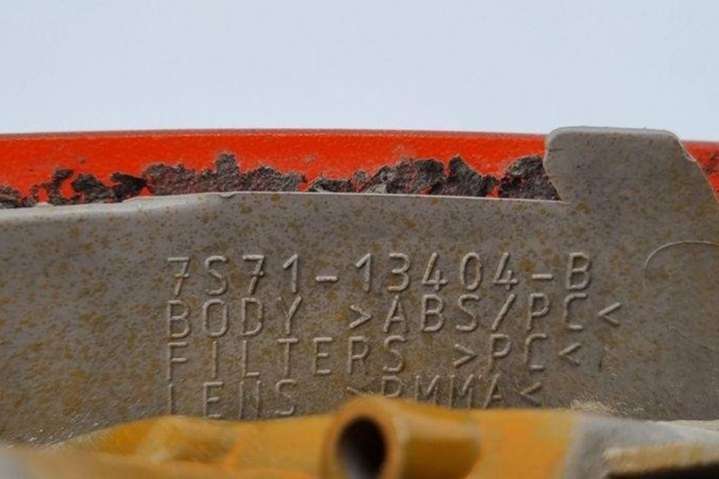 7S71-13404-B
BODY >ABS/PC<
FILTERS >PC<
LENS >PMMA<